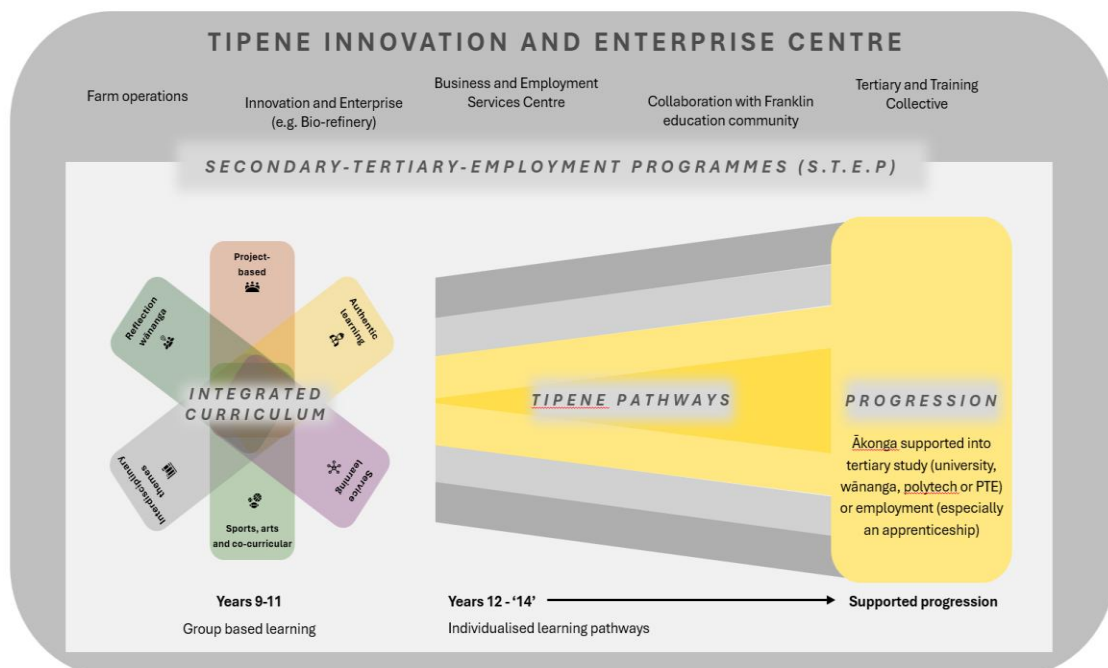 TIPENE INNOVATION AND ENTERPRISE CENTRE
Farm operations
Innovation and Enterprise
(e.g. Bio-refinery)
Business and Employment
Services Centre
Collaboration with Franklin
education community
Tertiary and Training
Collective
SECONDARY-TERTIARY-EMPLOYMENT PROGRAMMES (S.T.E.P)
Project-
based
Reflection
wānanga
Authentic
learning
INTEGRATED
CURRICULUM
Interdisciplinary
themes
Service
learning
Sports, arts
and co-curricular
TIPENE PATHWAYS
PROGRESSION
Ākonga supported into
tertiary study (university,
wānanga, polytech or PTE)
or employment (especially
an apprenticeship)
Years 9-11
Group based learning
Years 12 - ‘14’
Individualised learning pathways
Supported progression